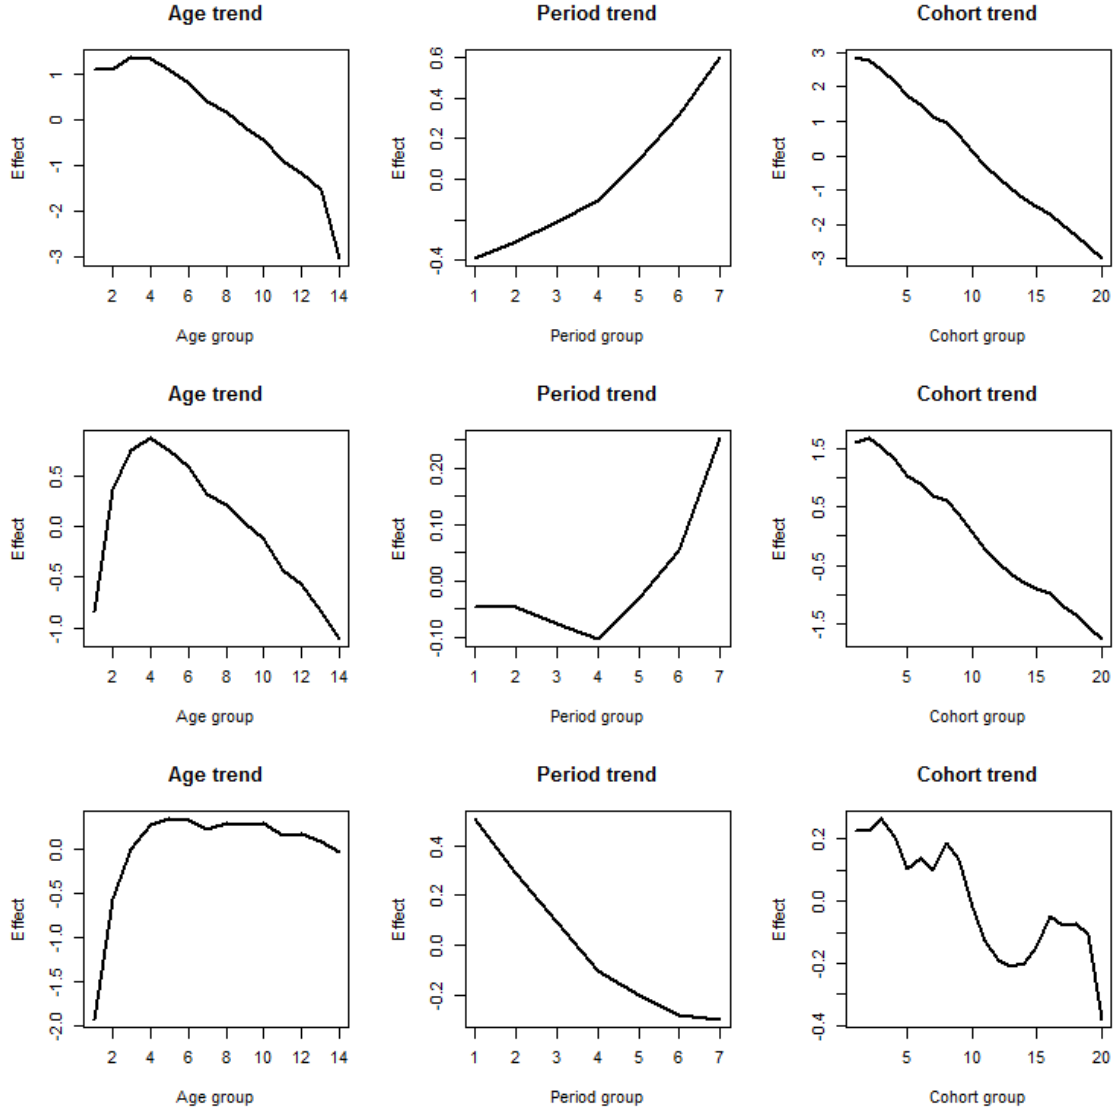 Age trend Period trend Cohort trend
Effect Effect Effect
1 0 -1 -2 -3
0.6 0.4 0.2 0.0 -0.4
3 2 1 0 -1 -2 -3
2 4 6 8 10 12 14 1 2 3 4 5 6 7 5 10 15 20
Age group Period group Cohort group
Age trend Period trend Cohort trend
Effect Effect Effect
0.5 0.0 -0.5 -1.0
0.20 0.10 0.00 -0.10
1.5 0.5 -0.5 -1.5
2 4 6 8 10 12 14 1 2 3 4 5 6 7 5 10 15 20
Age group Period group Cohort group
Age trend Period trend Cohort trend
Effect Effect Effect
0.0 -0.5 -1.0 -1.5 -2.0
0.4 0.2 0.0 -0.2
0.2 0.0 -0.2 -0.4
2 4 6 8 10 12 14 1 2 3 4 5 6 7 5 10 15 20
Age group Period group Cohort group